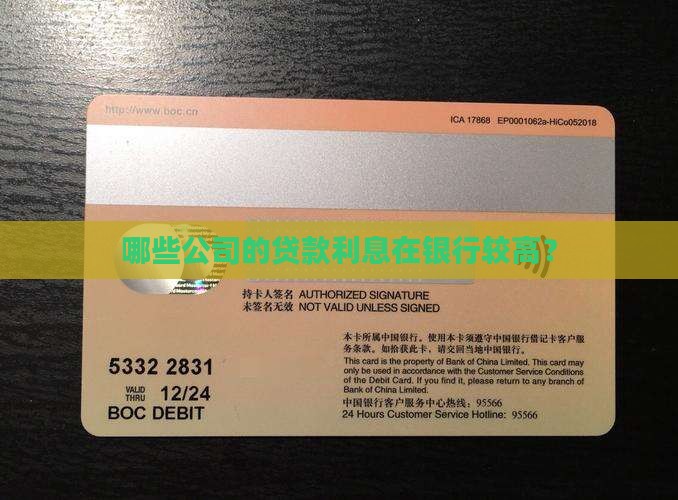 http://www.boc.cn
ICA 17868 EP0001062a-HiCo052018
哪些公司的贷款利息在银行较高？
持卡人签名 AUTHORIZED SIGNATURE
未签名无效 NOT VALID UNLESS SIGNED
本卡所属中国银行。使用本卡须遵守中国银行借记卡客户服
务条款。如拾获此卡，请交回当地中国银行。
This card is the property of Bank of China Limited. This card may
only be used in accordance with the Customer Service Conditions
of the Debit Card. If you find it, please return to any branch of
Bank of China Limited.
中国银行客户服务中心热线：95566
24 Hours Customer Service Hotline: 95566
5332 2831
VALID
THRU 12/24
BOC DEBIT